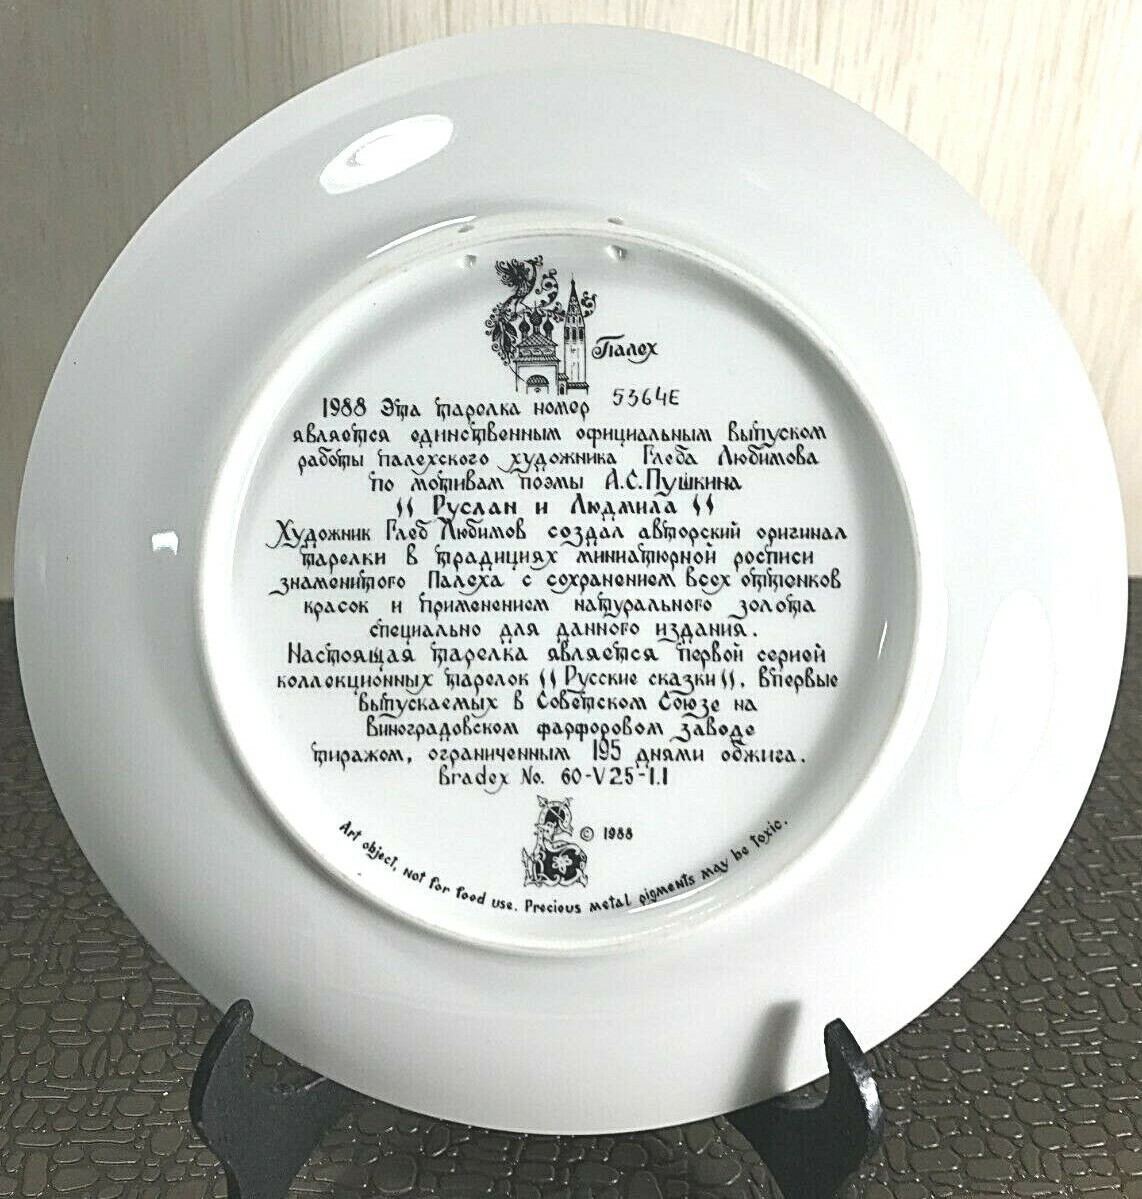 Палех
1988 Эта тарелка номер 5364E
является единственным официальным выпуском
работы палехского художника Глеба Любимова
по мотивам поэмы А.С.Пушкина
" Руслан и Людмила "
Художник Глеб Любимов создал авторский оригинал
тарелки в традициях миниатюрной росписи
знаменитого Палеха с сохранением всех оттенков
красок и применением натурального золота
специально для данного издания.
Настоящая тарелка является первой серией
коллекционных тарелок "Русские сказки", впервые
выпускаемых в Советском Союзе на
Виноградовском фарфоровом заводе
тиражом, ограниченным 195 днями обжига.
Bradex No. 60-V25-1.1
© 1988
Art object, not for food use. Precious metal pigments may be toxic.